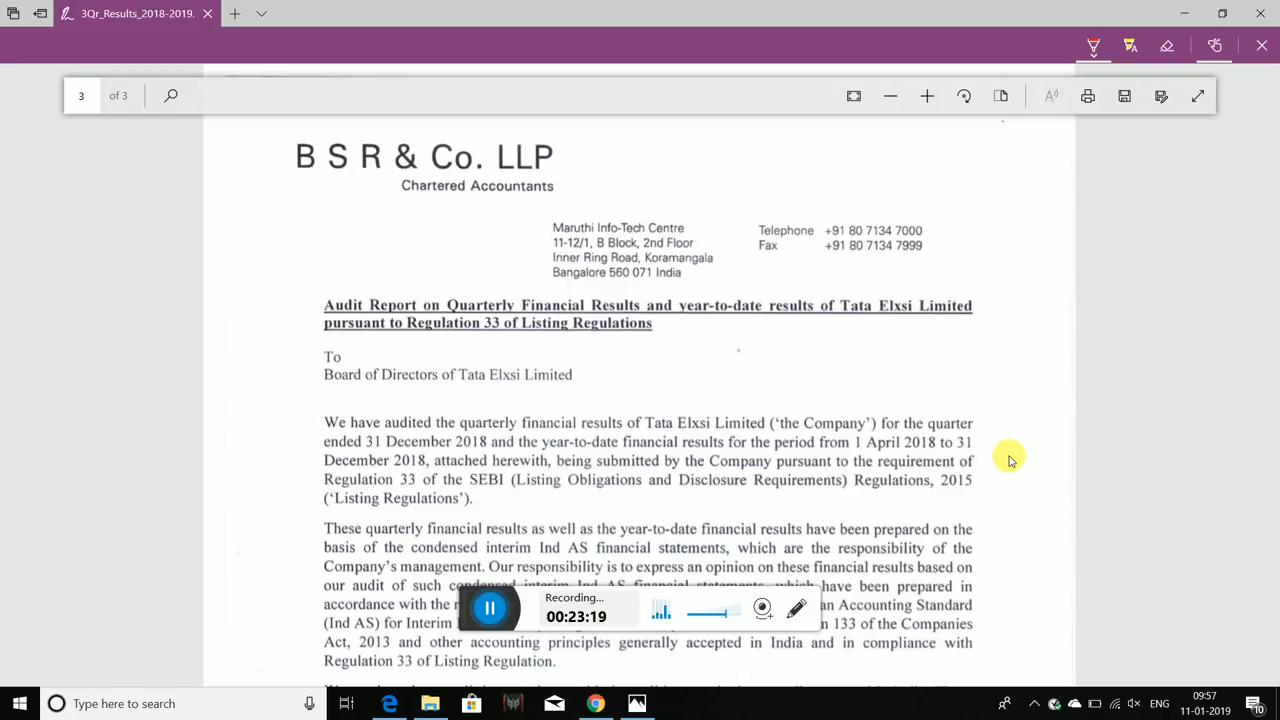 3Qr_Results_2018-2019.
3 of 3
B S R & Co. LLP
Chartered Accountants
Maruthi Info-Tech Centre
11-12/1, B Block, 2nd Floor
Inner Ring Road, Koramangala
Bangalore 560 071 India
Telephone +91 80 7134 7000
Fax +91 80 7134 7999
Audit Report on Quarterly Financial Results and year-to-date results of Tata Elxsi Limited
pursuant to Regulation 33 of Listing Regulations
To
Board of Directors of Tata Elxsi Limited
We have audited the quarterly financial results of Tata Elxsi Limited ('the Company') for the quarter
ended 31 December 2018 and the year-to-date financial results for the period from 1 April 2018 to 31
December 2018, attached herewith, being submitted by the Company pursuant to the requirement of
Regulation 33 of the SEBI (Listing Obligations and Disclosure Requirements) Regulations, 2015
('Listing Regulations').
These quarterly financial results as well as the year-to-date financial results have been prepared on the
basis of the condensed interim Ind AS financial statements, which are the responsibility of the
Company's management. Our responsibility is to express an opinion on these financial results based on
our audit of such condensed interim Ind AS financial statements, which have been prepared in
accordance with the an Accounting Standard
(Ind AS) for Interim 133 of the Companies
Act, 2013 and other accounting principles generally accepted in India and in compliance with
Regulation 33 of Listing Regulation.
Recording...
00:23:19
Type here to search
ENG
09:57
11-01-2019
10